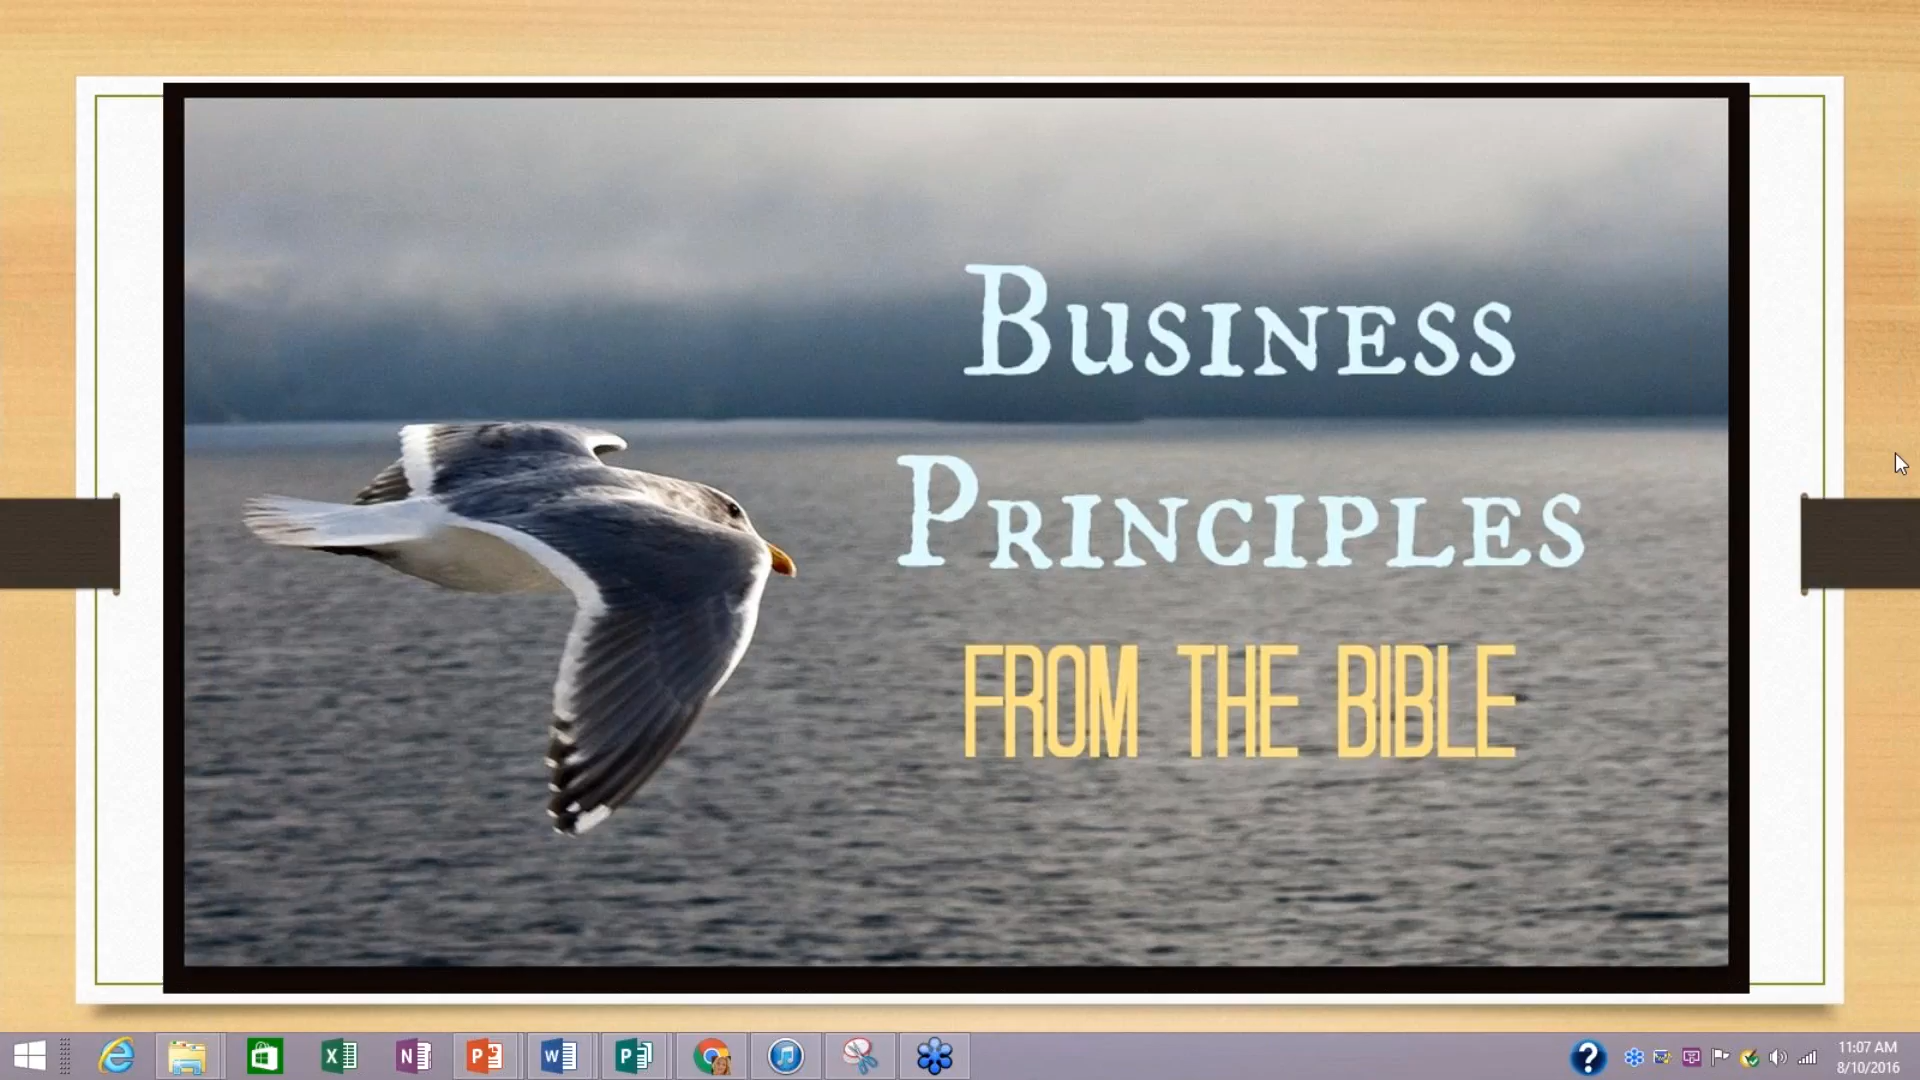 Business
Principles
FROM THE BIBLE
11:07 AM
8/10/2016